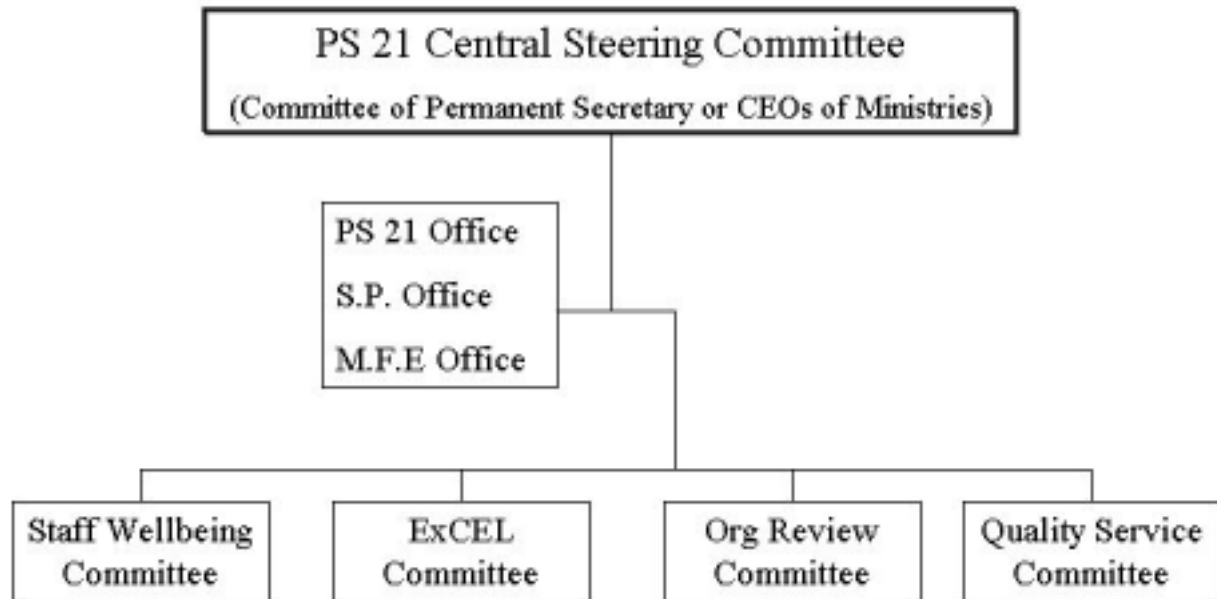 PS 21 Central Steering Committee
(Committee of Permanent Secretary or CEOs of Ministries)
PS 21 Office
S.P. Office
M.F.E Office
Staff Wellbeing
Committee
ExCEL
Committee
Org Review
Committee
Quality Service
Committee